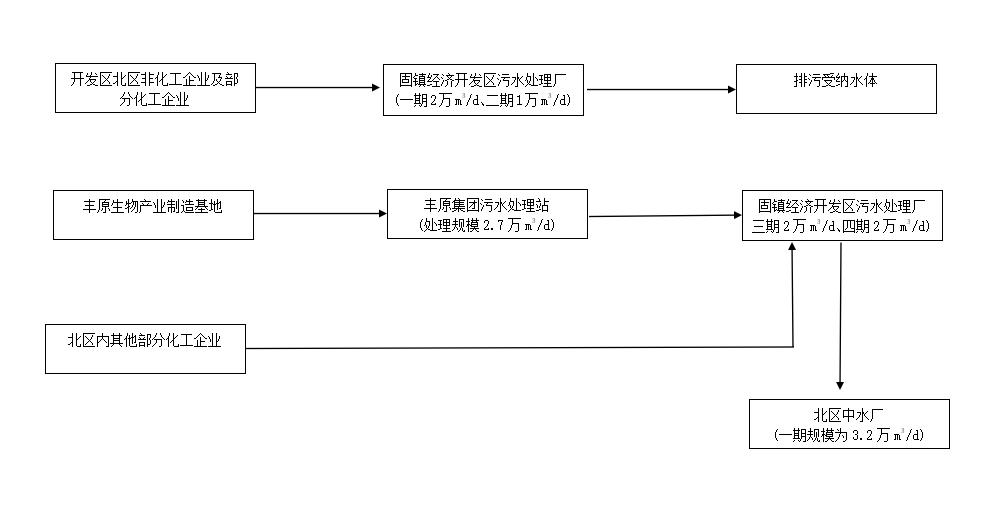 开发区北区非化工企业及部
分化工企业
固镇经济开发区污水处理厂
(一期2万m³/d、二期1万m³/d)
排污受纳水体
丰原生物产业制造基地
丰原集团污水处理站
(处理规模2.7万m³/d)
固镇经济开发区污水处理厂
三期2万m³/d、四期2万m³/d)
北区内其他部分化工企业
北区中水厂
(一期规模为3.2万m³/d)